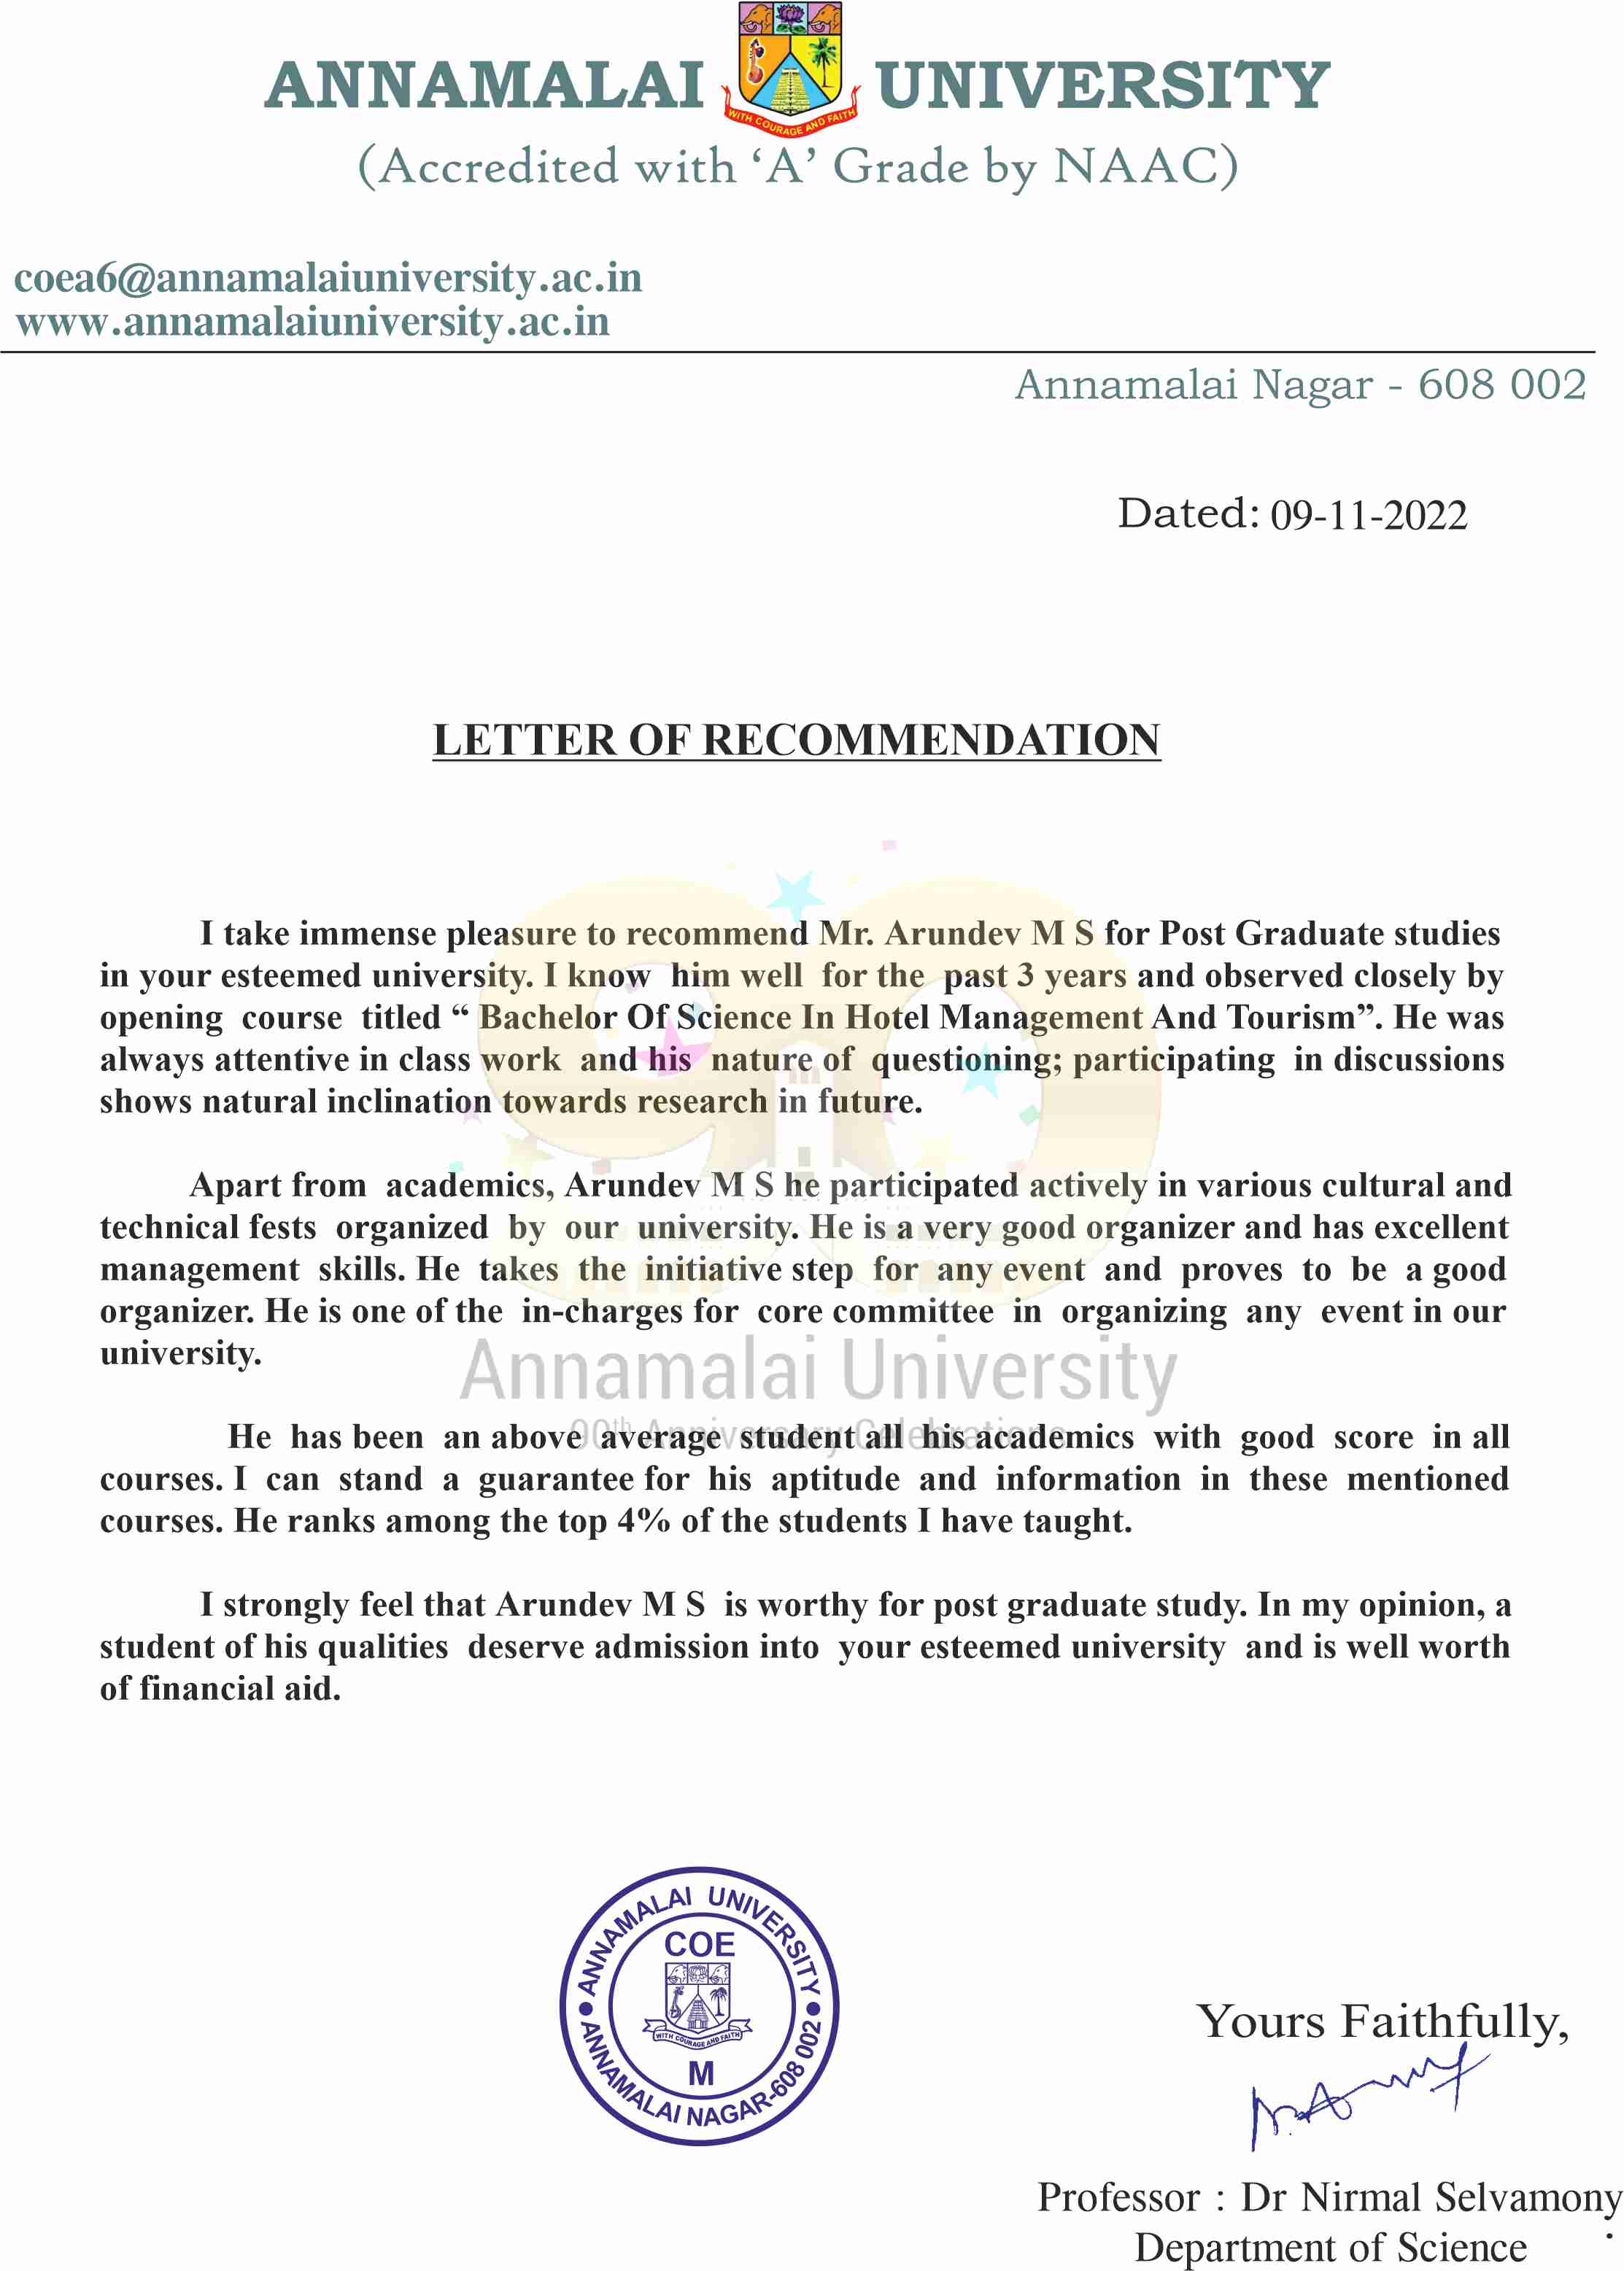 ANNAMALAI UNIVERSITY
WITH COURAGE AND FAITH
(Accredited with ‘A’ Grade by NAAC)
coea6@annamalaiuniversity.ac.in
www.annamalaiuniversity.ac.in
Annamalai Nagar - 608 002
Dated: 09-11-2022
LETTER OF RECOMMENDATION
I take immense pleasure to recommend Mr. Arundev M S for Post Graduate studies
in your esteemed university. I know him well for the past 3 years and observed closely by
opening course titled “ Bachelor Of Science In Hotel Management And Tourism”. He was
always attentive in class work and his nature of questioning; participating in discussions
shows natural inclination towards research in future.
Apart from academics, Arundev M S he participated actively in various cultural and
technical fests organized by our university. He is a very good organizer and has excellent
management skills. He takes the initiative step for any event and proves to be a good
organizer. He is one of the in-charges for core committee in organizing any event in our
university.
90
Annamalai University
90th Anniversary Celebrations
He has been an above average student all his academics with good score in all
courses. I can stand a guarantee for his aptitude and information in these mentioned
courses. He ranks among the top 4% of the students I have taught.
I strongly feel that Arundev M S is worthy for post graduate study. In my opinion, a
student of his qualities deserve admission into your esteemed university and is well worth
of financial aid.
ANNAMALAI UNIVERSITY
COE
WITH COURAGE AND FAITH
M
ANNAMALAI NAGAR-608 002
Yours Faithfully,
Professor : Dr Nirmal Selvamony
Department of Science